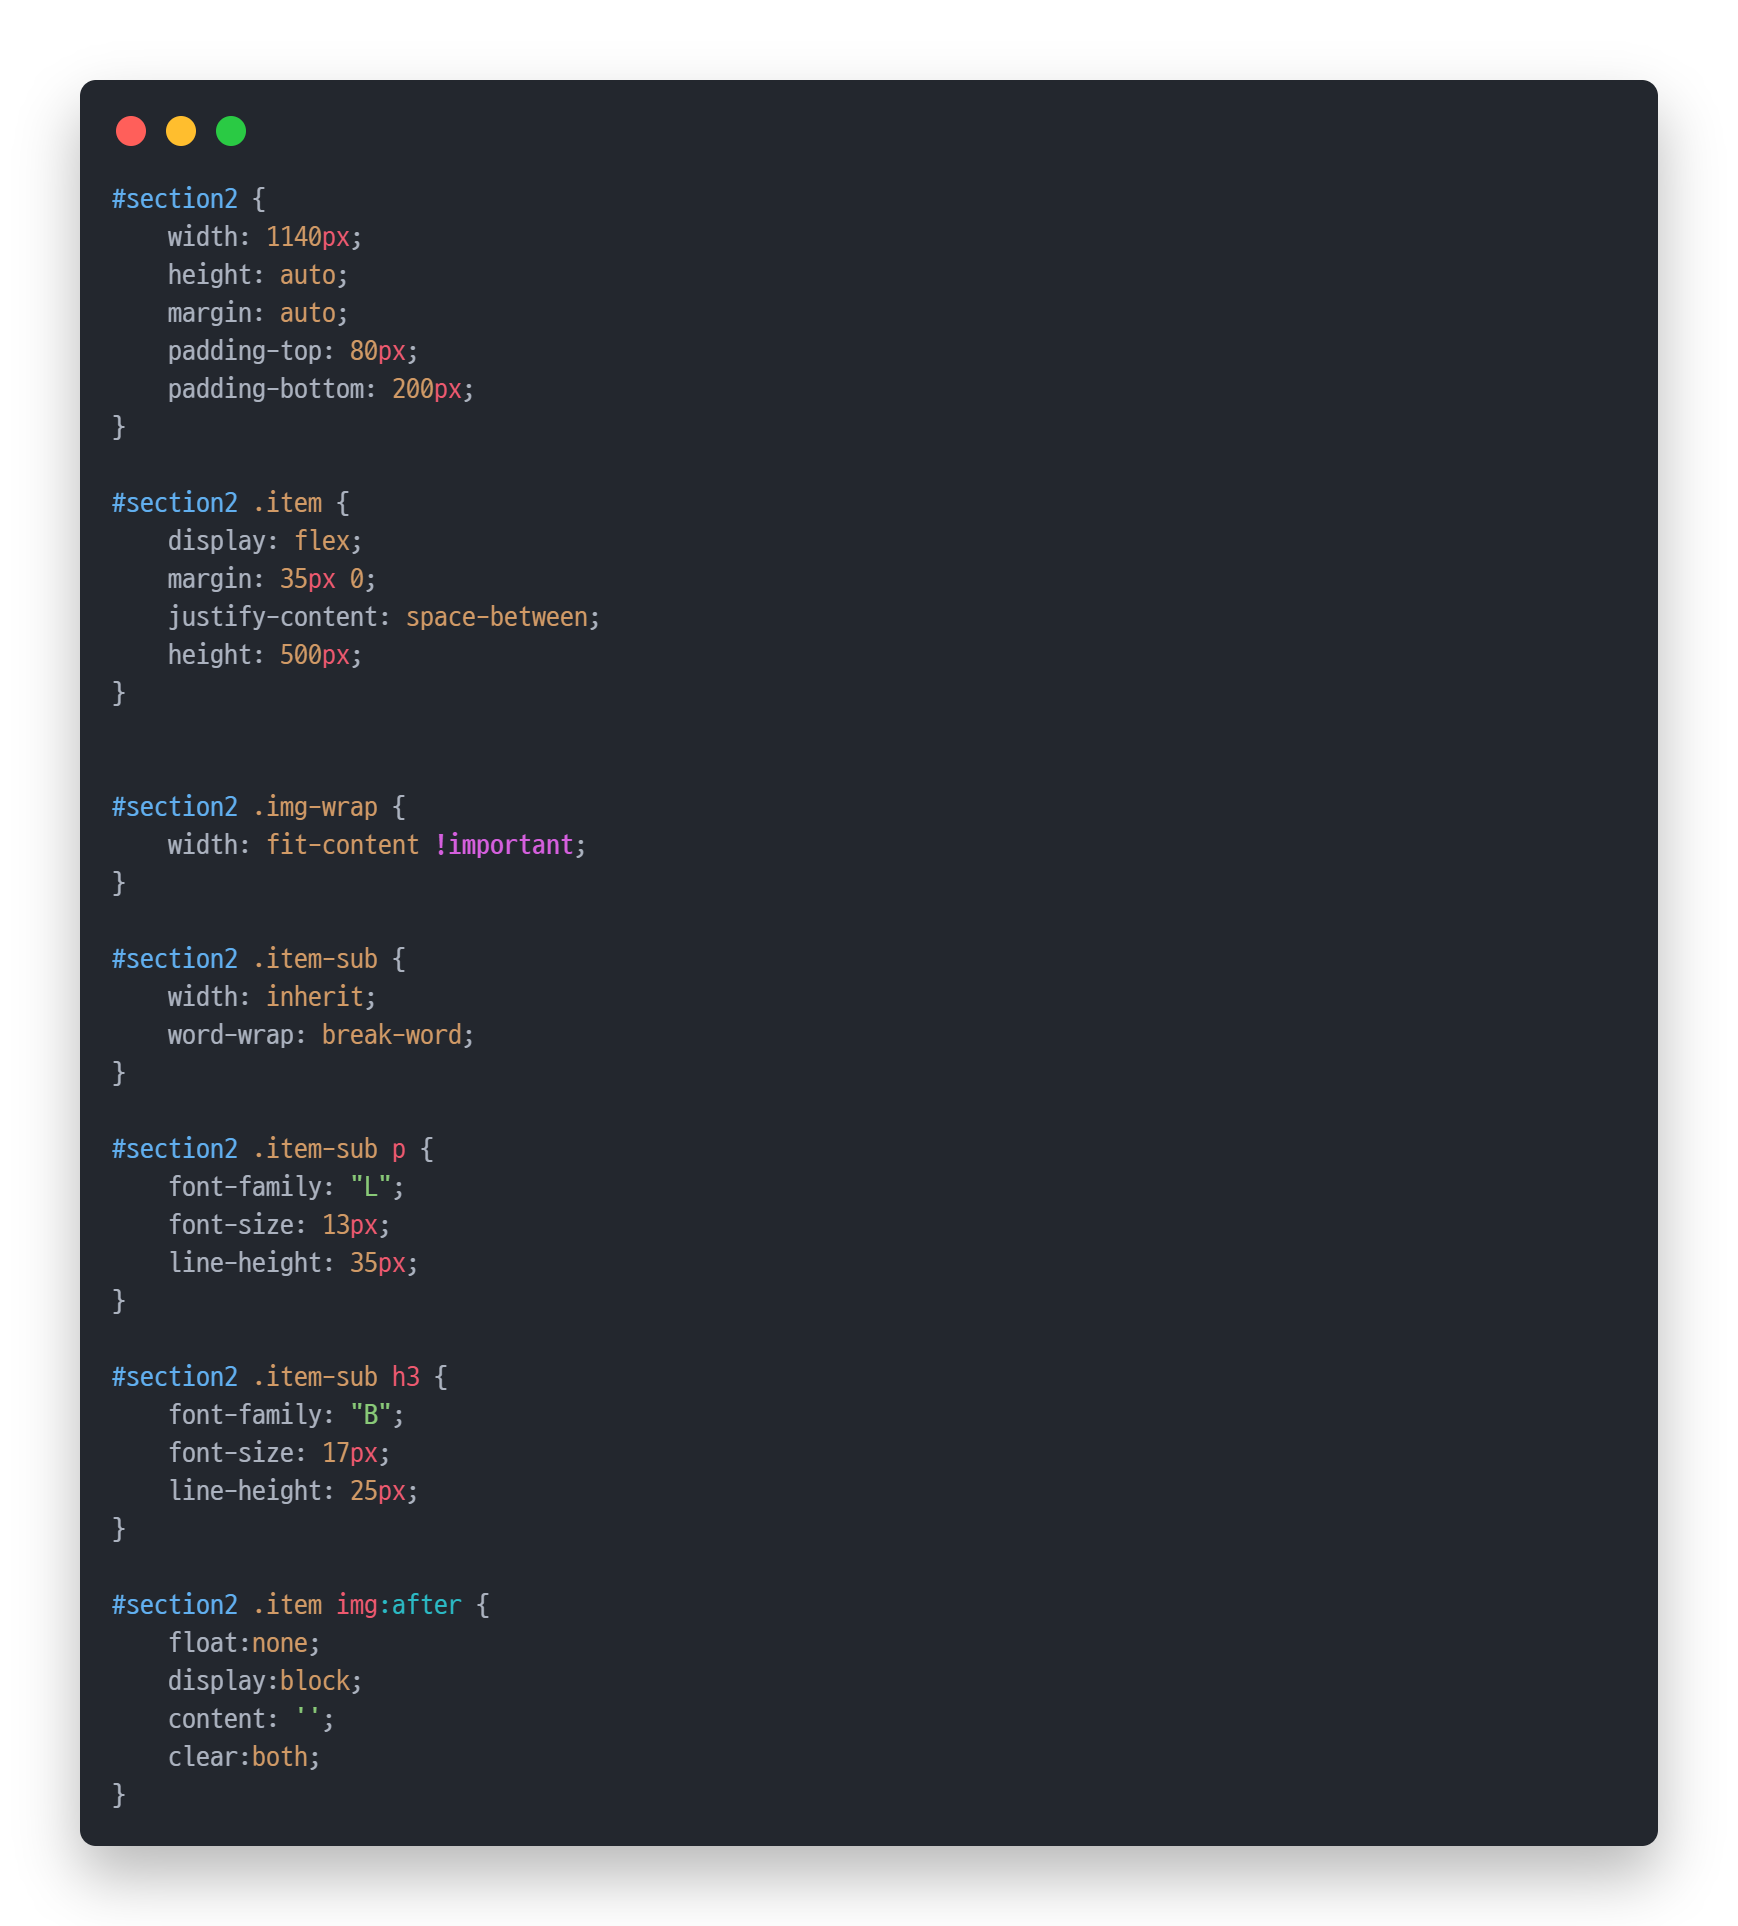 #section2 {
    width: 1140px;
    height: auto;
    margin: auto;
    padding-top: 80px;
    padding-bottom: 200px;
}

#section2 .item {
    display: flex;
    margin: 35px 0;
    justify-content: space-between;
    height: 500px;
}


#section2 .img-wrap {
    width: fit-content !important;
}

#section2 .item-sub {
    width: inherit;
    word-wrap: break-word;
}

#section2 .item-sub p {
    font-family: "L";
    font-size: 13px;
    line-height: 35px;
}

#section2 .item-sub h3 {
    font-family: "B";
    font-size: 17px;
    line-height: 25px;
}

#section2 .item img:after {
    float:none;
    display:block;
    content: '';
    clear:both;
}